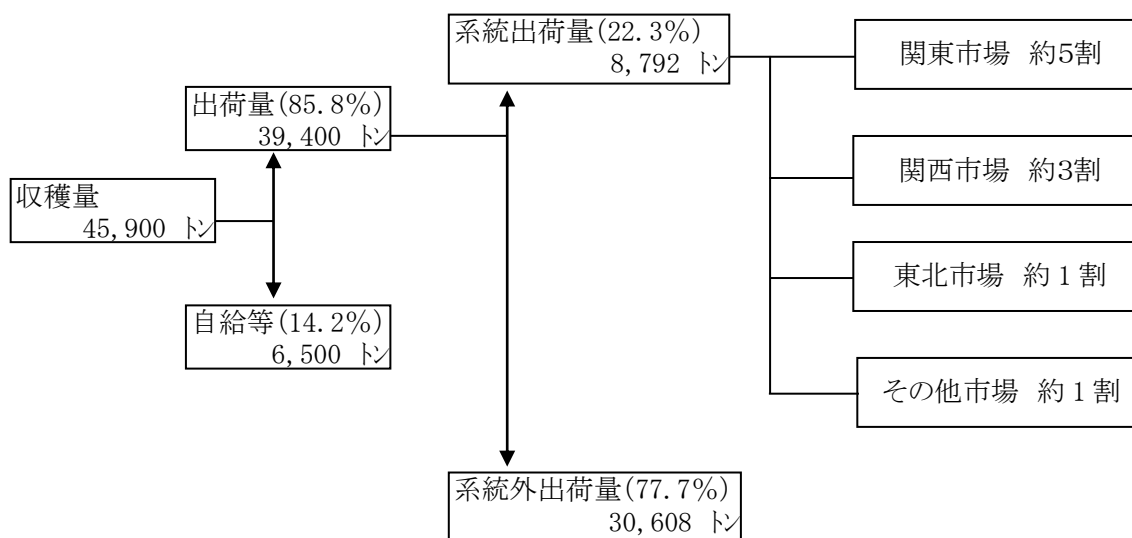 系統出荷量(22.3%)
8,792 トン
関東市場 約5割
出荷量(85.8%)
39,400 トン
関西市場 約3割
収穫量
45,900 トン
東北市場 約1割
自給等(14.2%)
6,500 トン
その他市場 約1割
系統外出荷量(77.7%)
30,608 トン